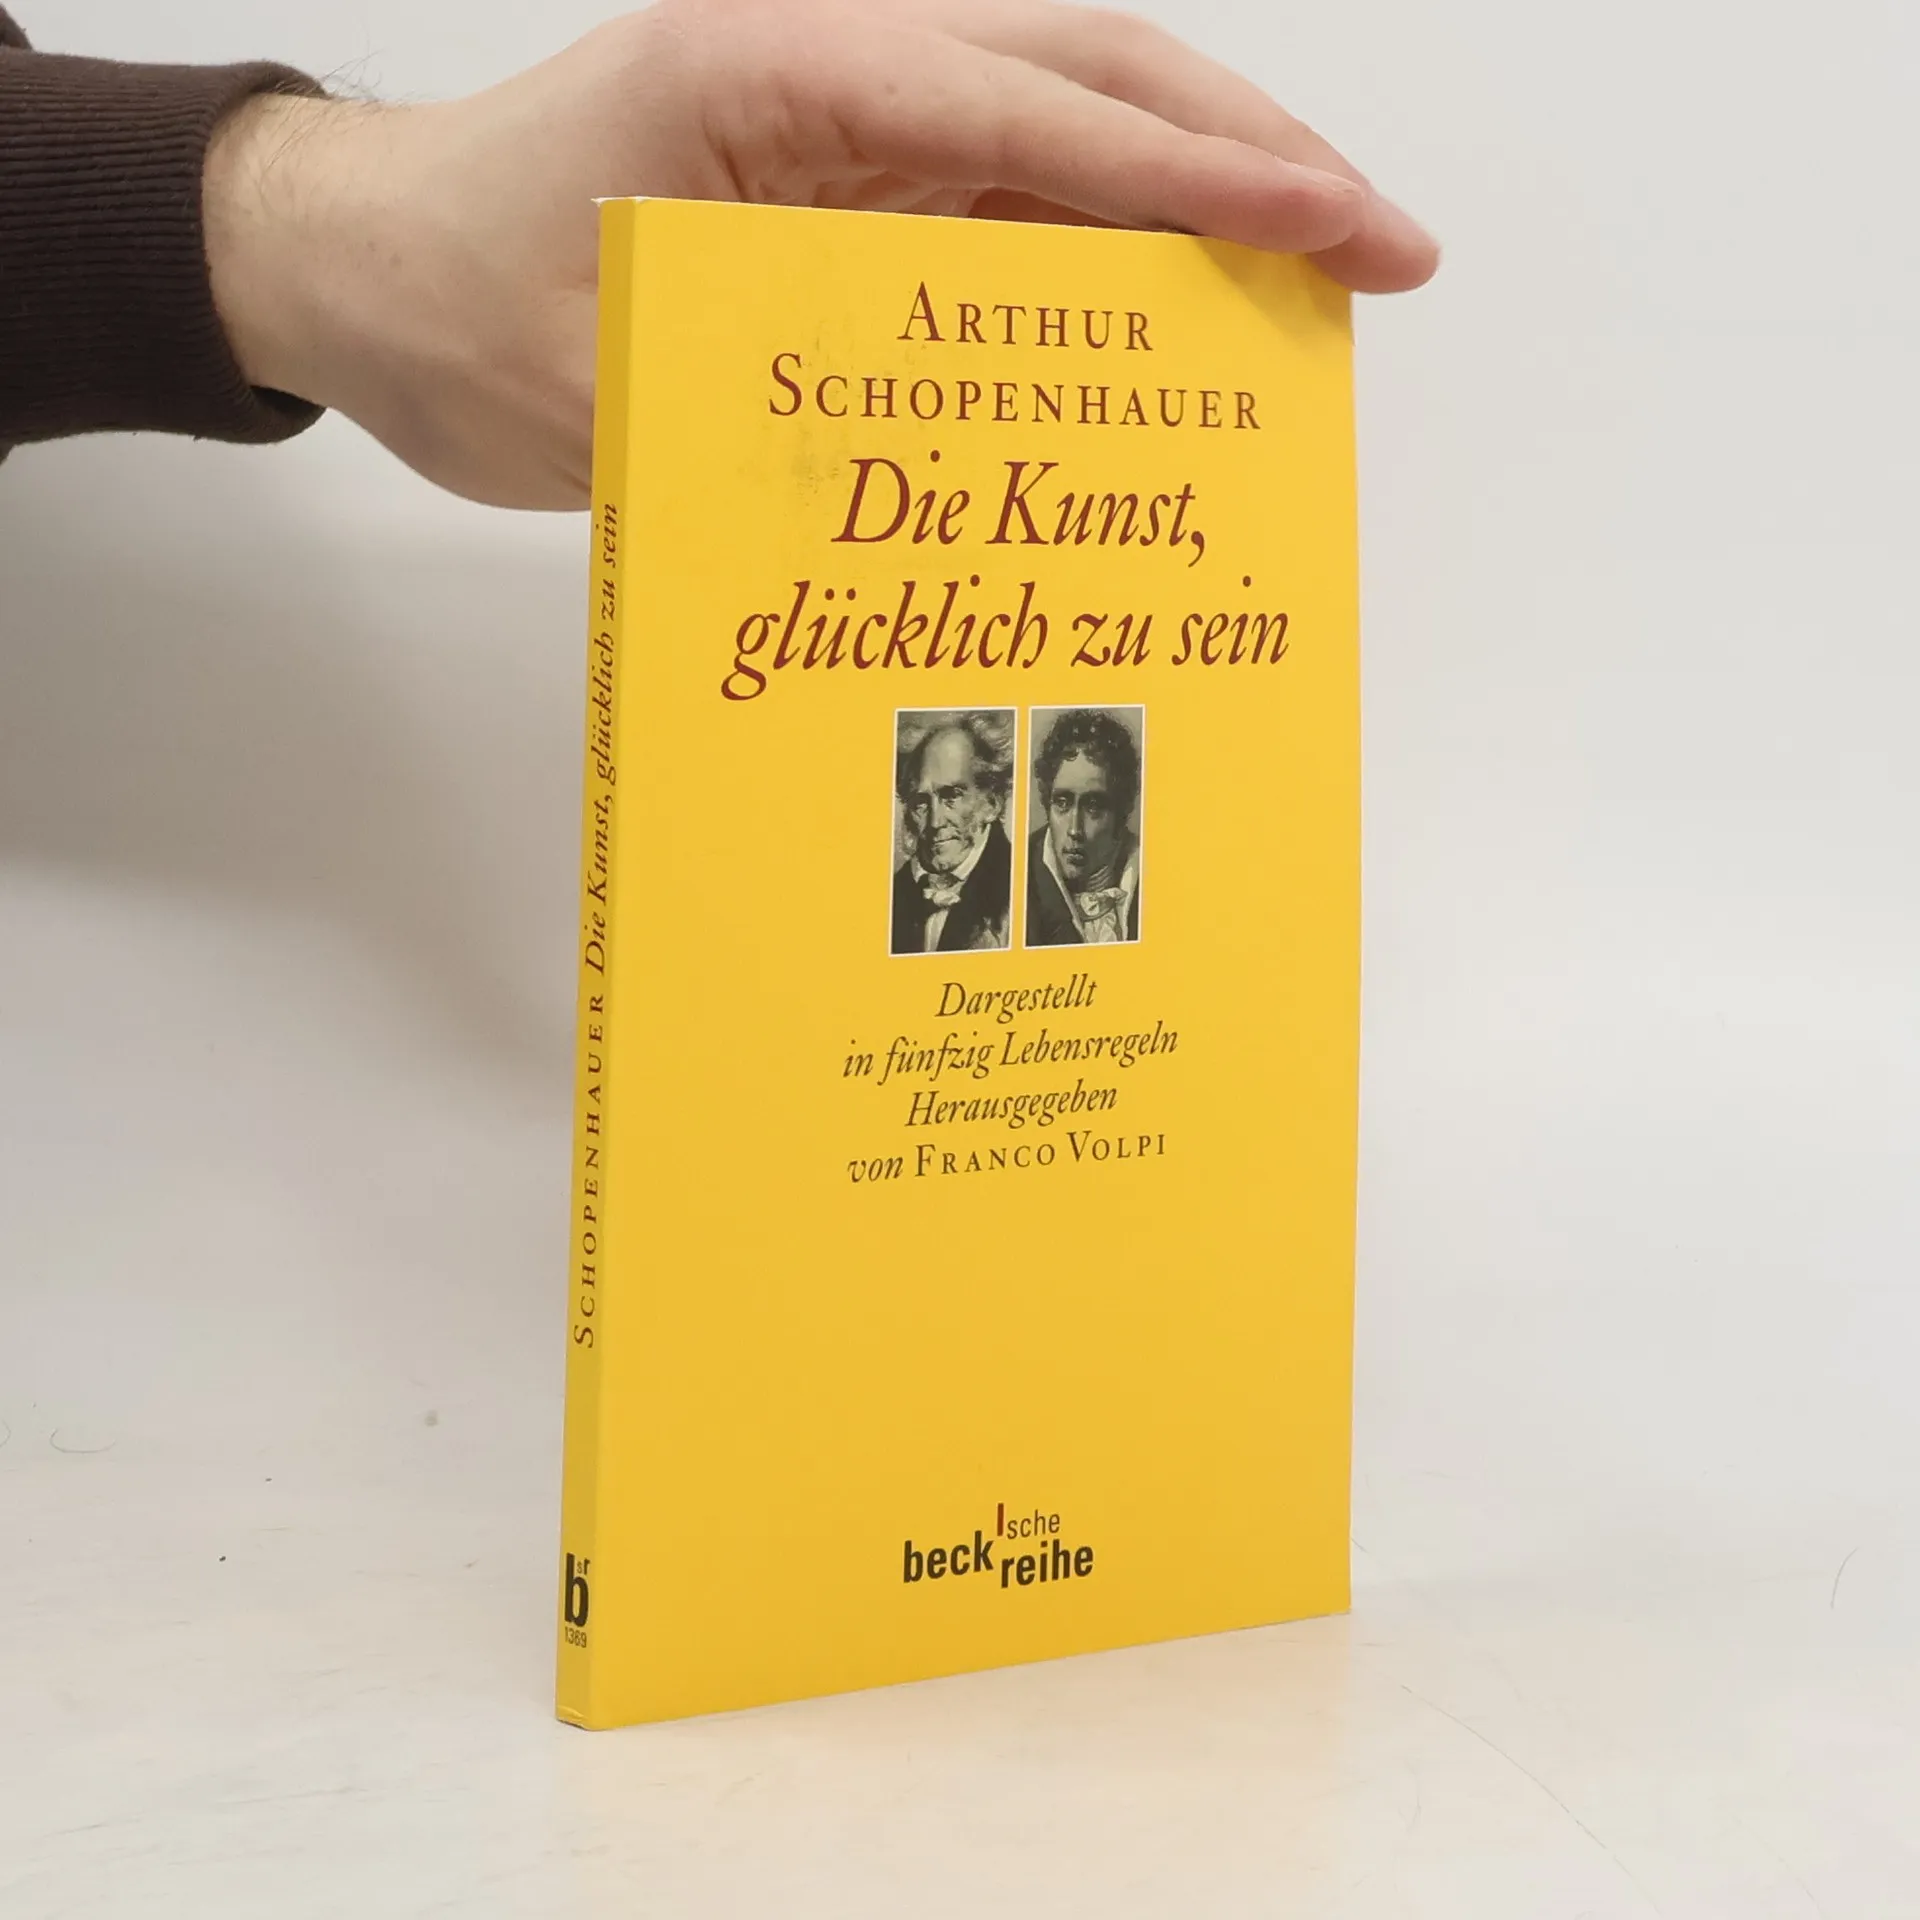 ARTHUR
SCHOPENHAUER
Die Kunst,
glücklich zu sein
Dargestellt
in fünfzig Lebensregeln
Herausgegeben
von FRANCO VOLPI
beck'sche
reihe
SCHOPENHAUER Die Kunst, glücklich zu sein
bsr
1369